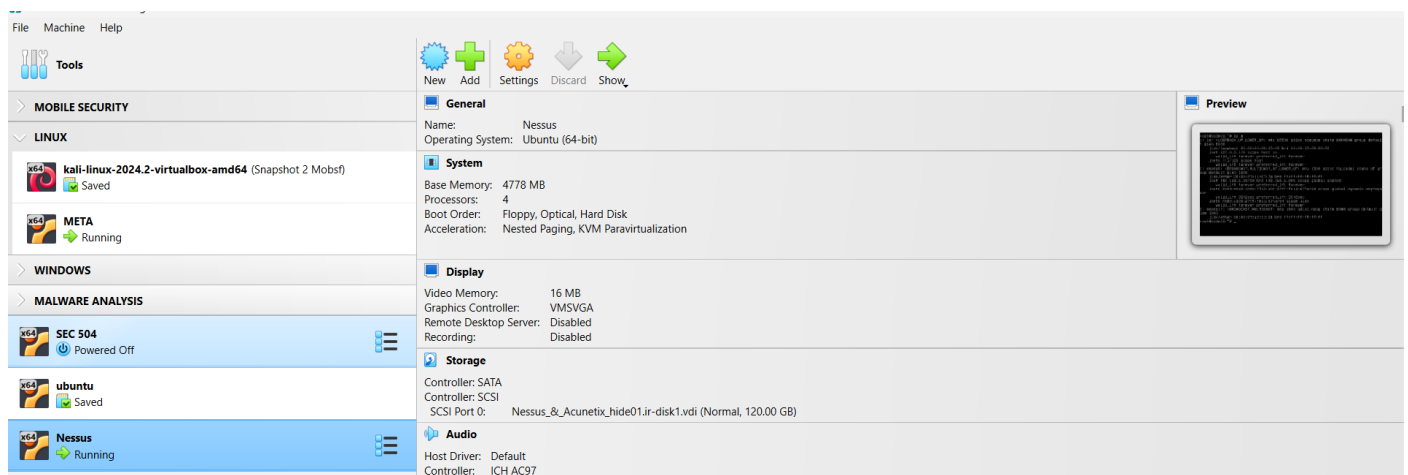 File Machine Help
Tools
New Add Settings Discard Show
MOBILE SECURITY
LINUX
x64 kali-linux-2024.2-virtualbox-amd64 (Snapshot 2 Mobsf)
Saved
x64 META
Running
WINDOWS
MALWARE ANALYSIS
x64 SEC 504
Powered Off
x64 ubuntu
Saved
x64 Nessus
Running
General
Name: Nessus
Operating System: Ubuntu (64-bit)
System
Base Memory: 4778 MB
Processors: 4
Boot Order: Floppy, Optical, Hard Disk
Acceleration: Nested Paging, KVM Paravirtualization
Display
Video Memory: 16 MB
Graphics Controller: VMSVGA
Remote Desktop Server: Disabled
Recording: Disabled
Storage
Controller: SATA
Controller: SCSI
SCSI Port 0: Nessus_&_Acunetix_hide01.ir-disk1.vdi (Normal, 120.00 GB)
Audio
Host Driver: Default
Controller: ICH AC97
Preview